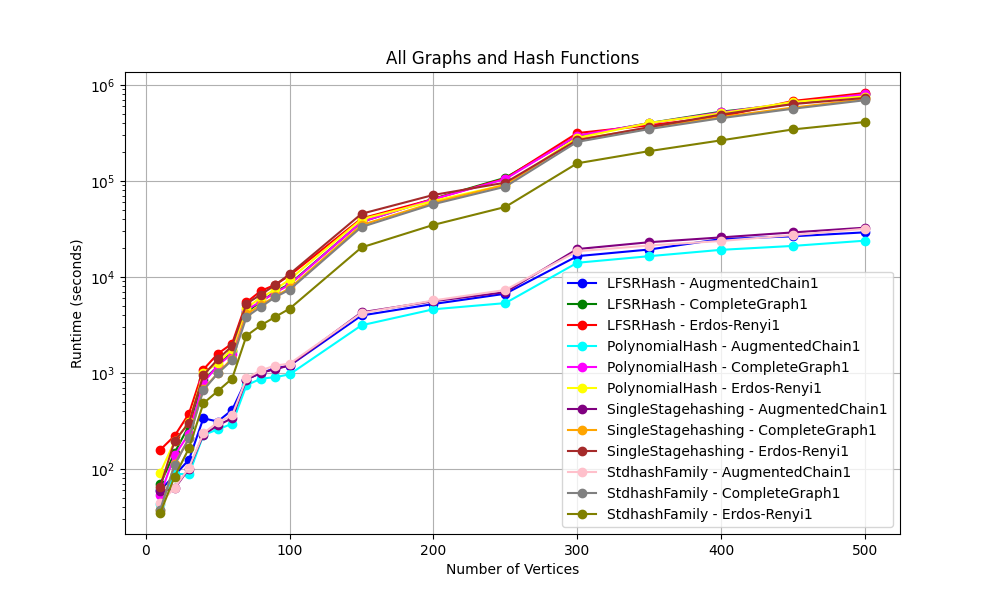 All Graphs and Hash Functions
Runtime (seconds)
10^6
10^5
10^4
10^3
10^2
0 100 200 300 400 500
Number of Vertices
LFSRHash - AugmentedChain1
LFSRHash - CompleteGraph1
LFSRHash - Erdos-Renyi1
PolynomialHash - AugmentedChain1
PolynomialHash - CompleteGraph1
PolynomialHash - Erdos-Renyi1
SingleStagehashing - AugmentedChain1
SingleStagehashing - CompleteGraph1
SingleStagehashing - Erdos-Renyi1
StdhashFamily - AugmentedChain1
StdhashFamily - CompleteGraph1
StdhashFamily - Erdos-Renyi1